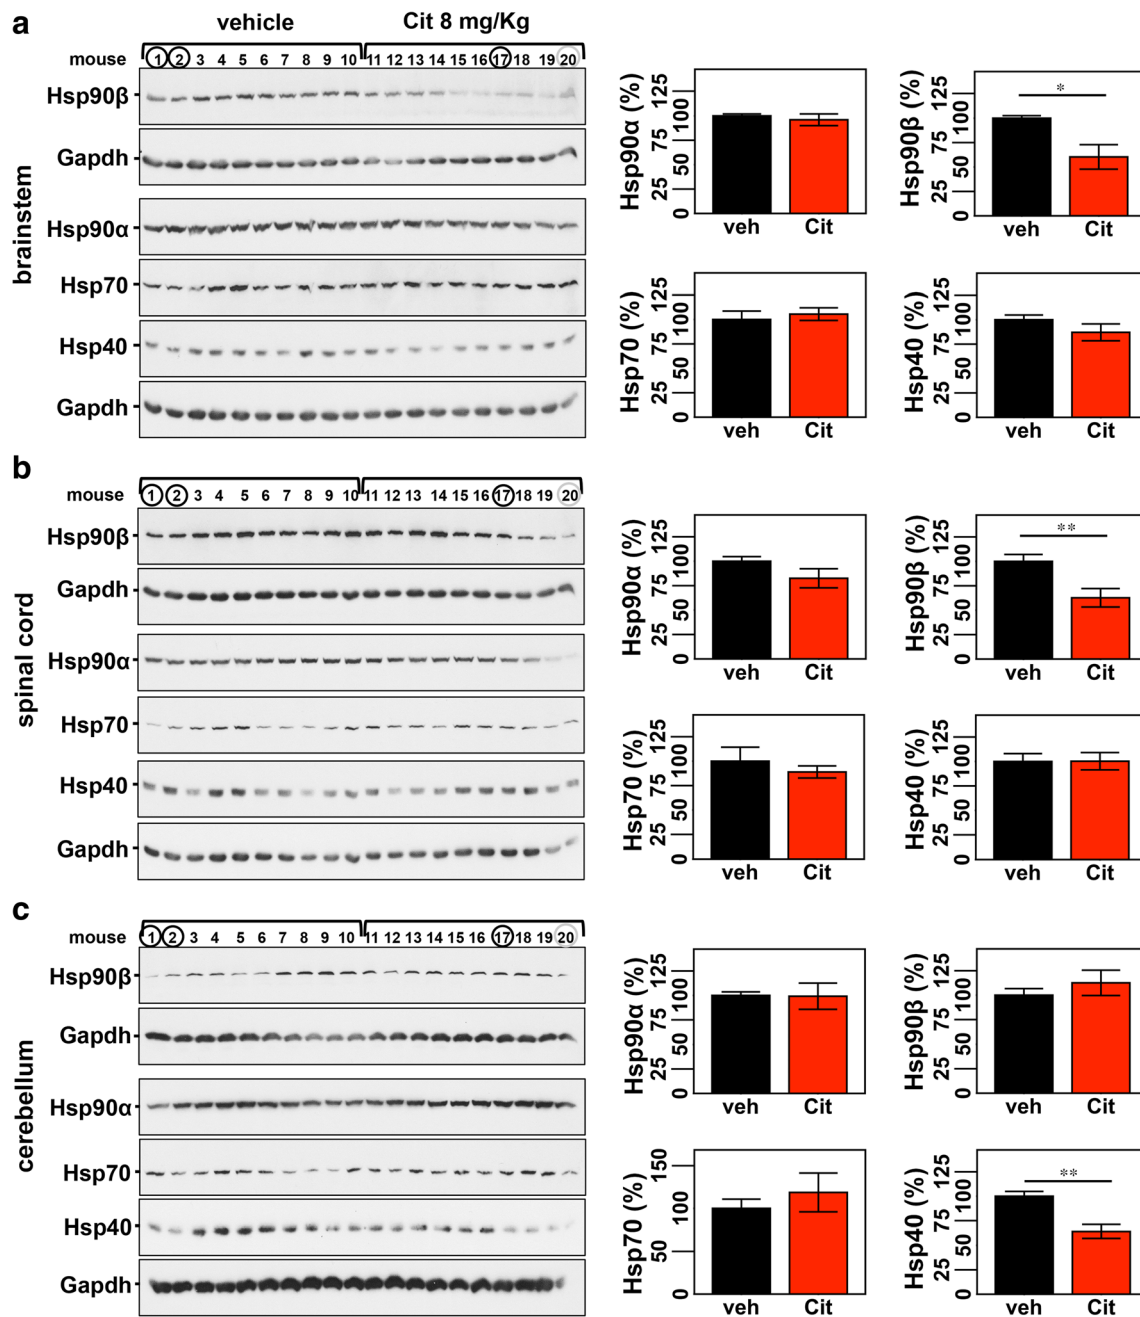 a
vehicle Cit 8 mg/Kg
mouse 1 2 3 4 5 6 7 8 9 10 11 12 13 14 15 16 17 18 19 20
Hsp90β
Gapdh
Hsp90α
Hsp70
Hsp40
Gapdh
brainstem
Hsp90α (%)
0 25 50 75 100 125
veh Cit
Hsp90β (%)
0 25 50 75 100 125
*
veh Cit
Hsp70 (%)
0 25 50 75 100 125
veh Cit
Hsp40 (%)
0 25 50 75 100 125
veh Cit
b
mouse 1 2 3 4 5 6 7 8 9 10 11 12 13 14 15 16 17 18 19 20
Hsp90β
Gapdh
Hsp90α
Hsp70
Hsp40
Gapdh
spinal cord
Hsp90α (%)
0 25 50 75 100 125
veh Cit
Hsp90β (%)
0 25 50 75 100 125
**
veh Cit
Hsp70 (%)
0 25 50 75 100 125
veh Cit
Hsp40 (%)
0 25 50 75 100 125
veh Cit
c
mouse 1 2 3 4 5 6 7 8 9 10 11 12 13 14 15 16 17 18 19 20
Hsp90β
Gapdh
Hsp90α
Hsp70
Hsp40
Gapdh
cerebellum
Hsp90α (%)
0 25 50 75 100 125
veh Cit
Hsp90β (%)
0 25 50 75 100 125
veh Cit
Hsp70 (%)
0 50 100 150
veh Cit
Hsp40 (%)
0 25 50 75 100 125
**
veh Cit